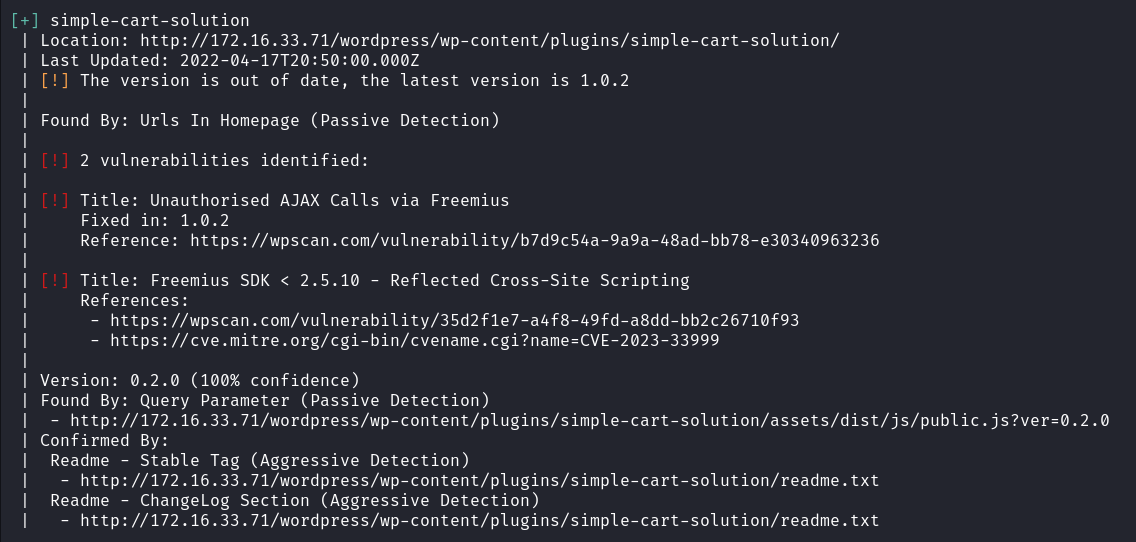 [+] simple-cart-solution
| Location: http://172.16.33.71/wordpress/wp-content/plugins/simple-cart-solution/
| Last Updated: 2022-04-17T20:50:00.000Z
| [!] The version is out of date, the latest version is 1.0.2
|
| Found By: Urls In Homepage (Passive Detection)
|
| [!] 2 vulnerabilities identified:
|
| [!] Title: Unauthorised AJAX Calls via Freemius
|     Fixed in: 1.0.2
|     Reference: https://wpscan.com/vulnerability/b7d9c54a-9a9a-48ad-bb78-e30340963236
|
| [!] Title: Freemius SDK < 2.5.10 - Reflected Cross-Site Scripting
|     References:
|      - https://wpscan.com/vulnerability/35d2f1e7-a4f8-49fd-a8dd-bb2c26710f93
|      - https://cve.mitre.org/cgi-bin/cvename.cgi?name=CVE-2023-33999
|
| Version: 0.2.0 (100% confidence)
| Found By: Query Parameter (Passive Detection)
|  - http://172.16.33.71/wordpress/wp-content/plugins/simple-cart-solution/assets/dist/js/public.js?ver=0.2.0
| Confirmed By:
|  Readme - Stable Tag (Aggressive Detection)
|   - http://172.16.33.71/wordpress/wp-content/plugins/simple-cart-solution/readme.txt
|  Readme - ChangeLog Section (Aggressive Detection)
|   - http://172.16.33.71/wordpress/wp-content/plugins/simple-cart-solution/readme.txt